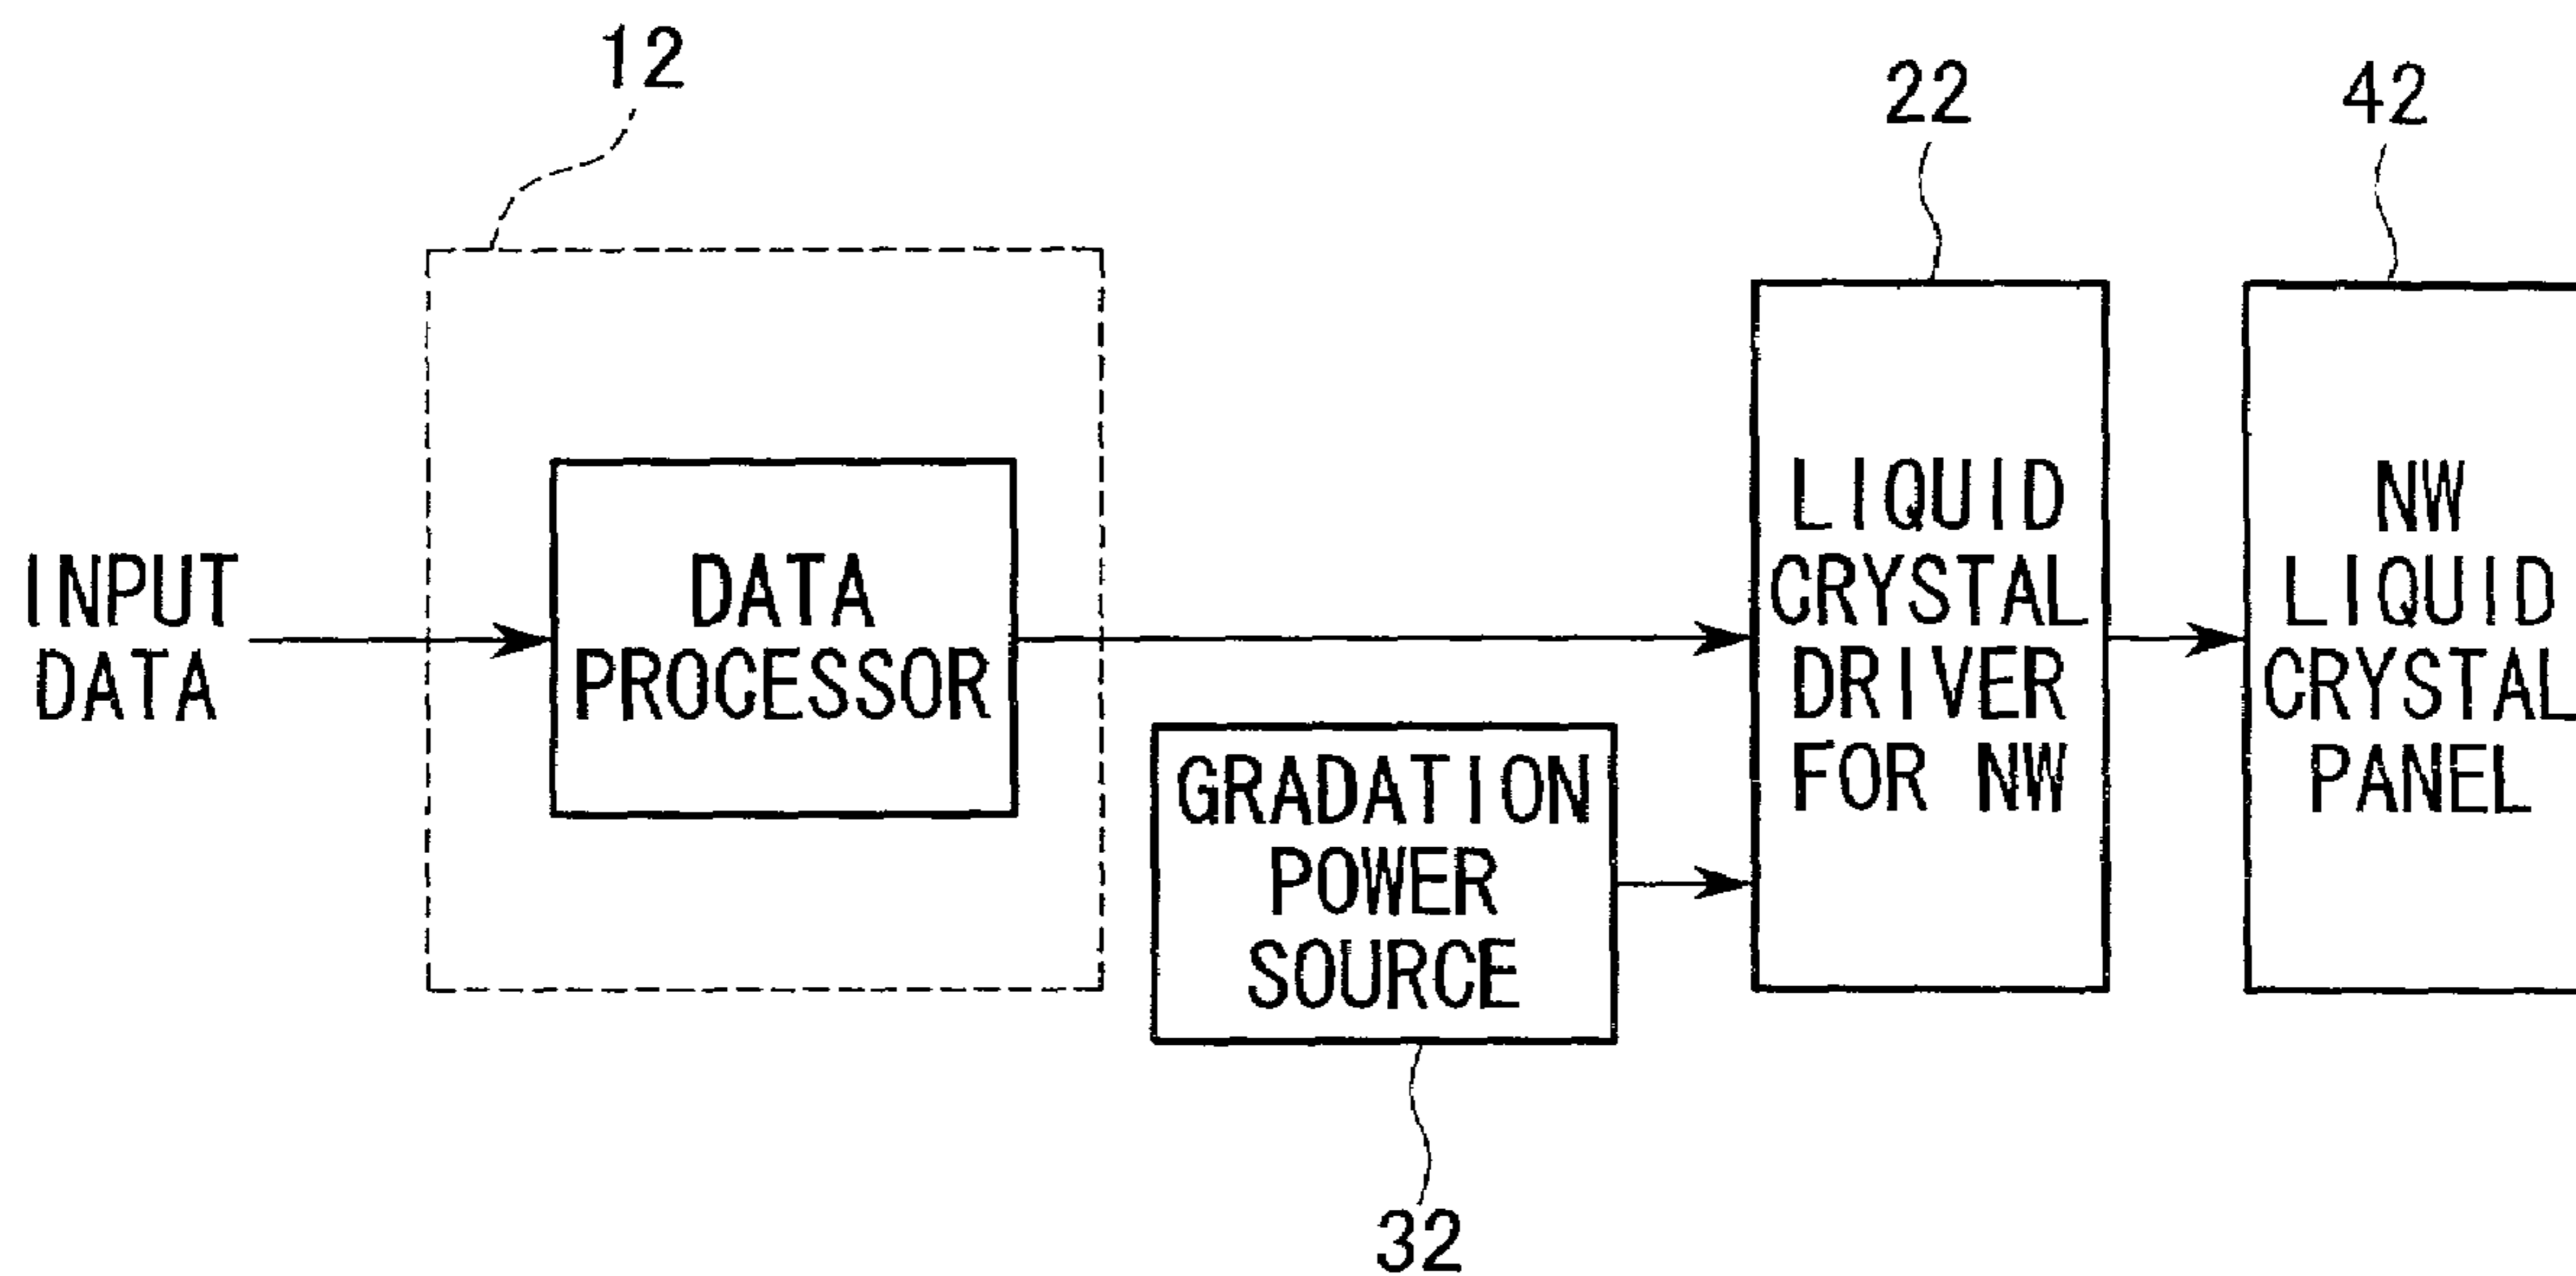 12
22
42
INPUT
DATA
DATA
PROCESSOR
GRADATION
POWER
SOURCE
32
LIQUID
CRYSTAL
DRIVER
FOR NW
NW
LIQUID
CRYSTAL
PANEL